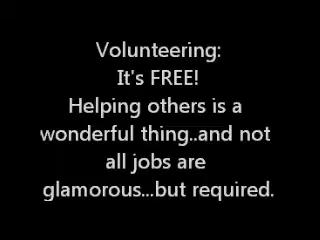 Volunteering:
It's FREE!
Helping others is a
wonderful thing..and not
all jobs are
glamorous...but required.